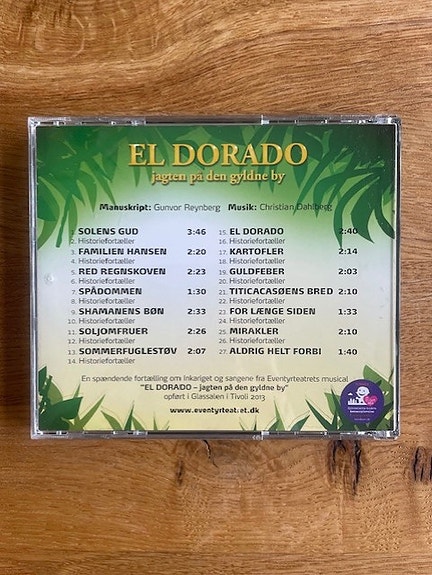 EL DORADO
jagten på den gyldne by
Manuskript: Gunvor Reynberg Musik: Christian Dahlberg
1. SOLENS GUD 3:46
2. Historiefortæller
3. FAMILIEN HANSEN 2:20
4. Historiefortæller
5. RED REGNSKOVEN 2:23
6. Historiefortæller
7. SPÅDOMMEN 1:30
8. Historiefortæller
9. SHAMANENS BØN 2:33
10. Historiefortæller
11. SOLJOMFRUER 2:26
12. Historiefortæller
13. SOMMERFUGLESTØV 2:07
14. Historiefortæller
15. EL DORADO 2:40
16. Historiefortæller
17. KARTOFLER 2:14
18. Historiefortæller
19. GULDFEBER 2:03
20. Historiefortæller
21. TITICACASØENS BRED 2:10
22. Historiefortæller
23. FOR LÆNGE SIDEN 1:33
24. Historiefortæller
25. MIRAKLER 2:10
26. Historiefortæller
27. ALDRIG HELT FORBI 1:40
En spændende fortælling om Inkariget og sangene fra Eventyrteatrets musical
"EL DORADO – jagten på den gyldne by"
opført i Glassalen i Tivoli 2013
www.eventyrteatret.dk